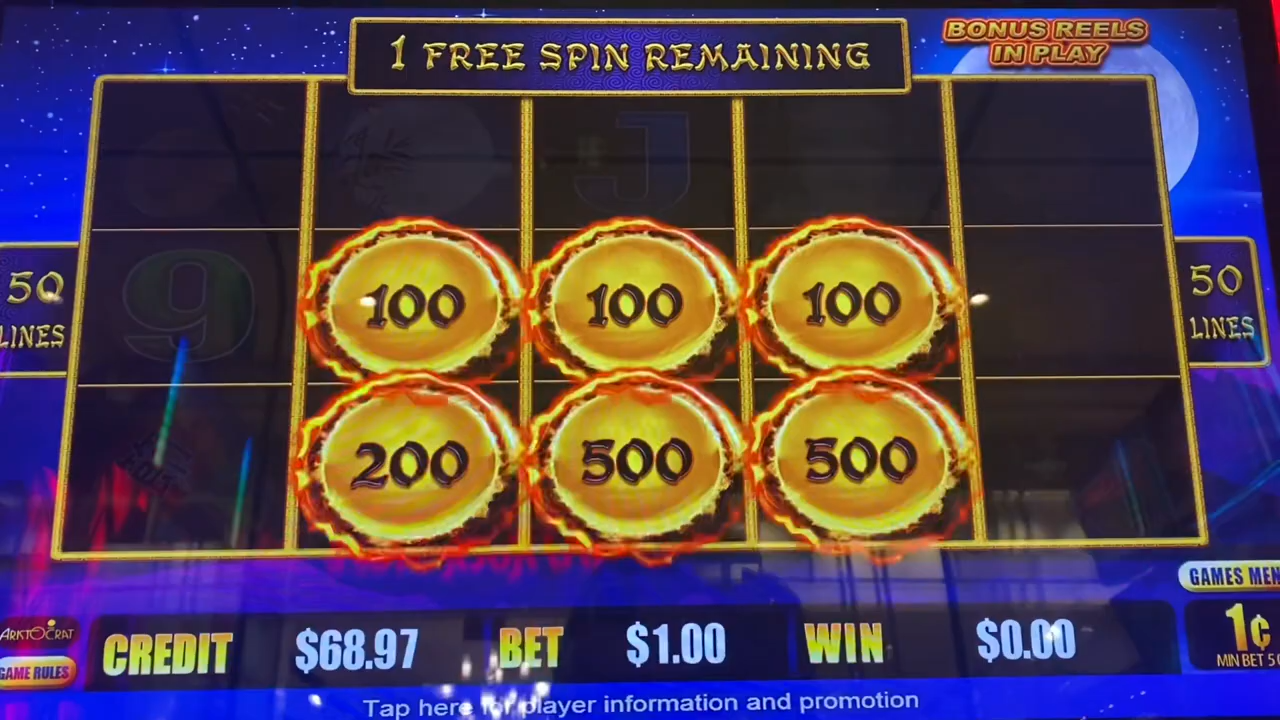 1 FREE SPIN REMAINING
BONUS REELS
IN PLAY
J
9
50
LINES
50
LINES
100 100 100
200 500 500
GAMES MEN
ARISTOCRAT
GAME RULES
CREDIT $68.97 BET $1.00 WIN $0.00
1¢
MIN BET 50
Tap here for player information and promotion